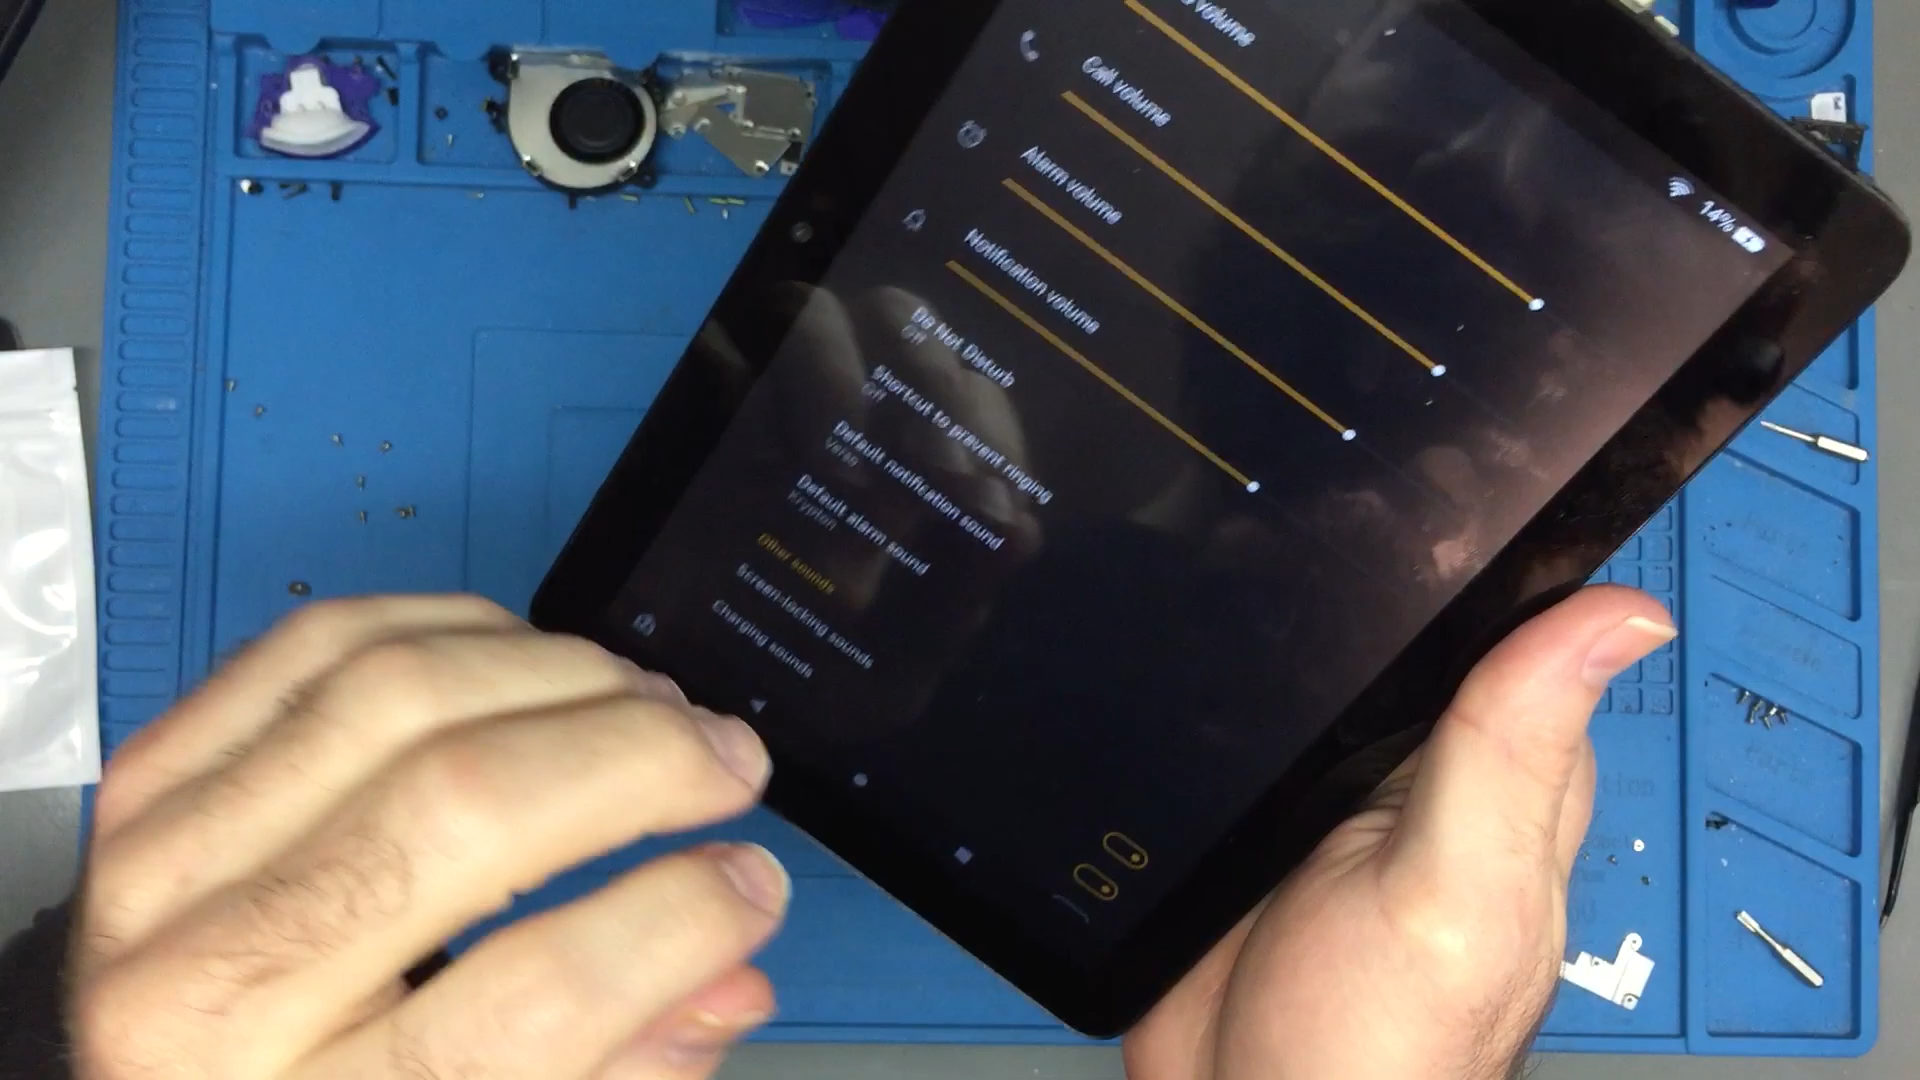 14%
volume
Call volume
Alarm volume
Notification volume
Do Not Disturb
Off
Shortcut to prevent ringing
Off
Default notification sound
Default alarm sound
Krypton
Other sounds
Screen-locking sounds
Charging sounds